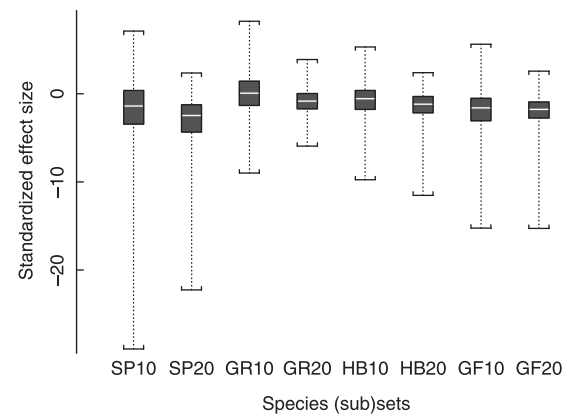 Standardized effect size
0
−10
−20
SP10 SP20 GR10 GR20 HB10 HB20 GF10 GF20
Species (sub)sets